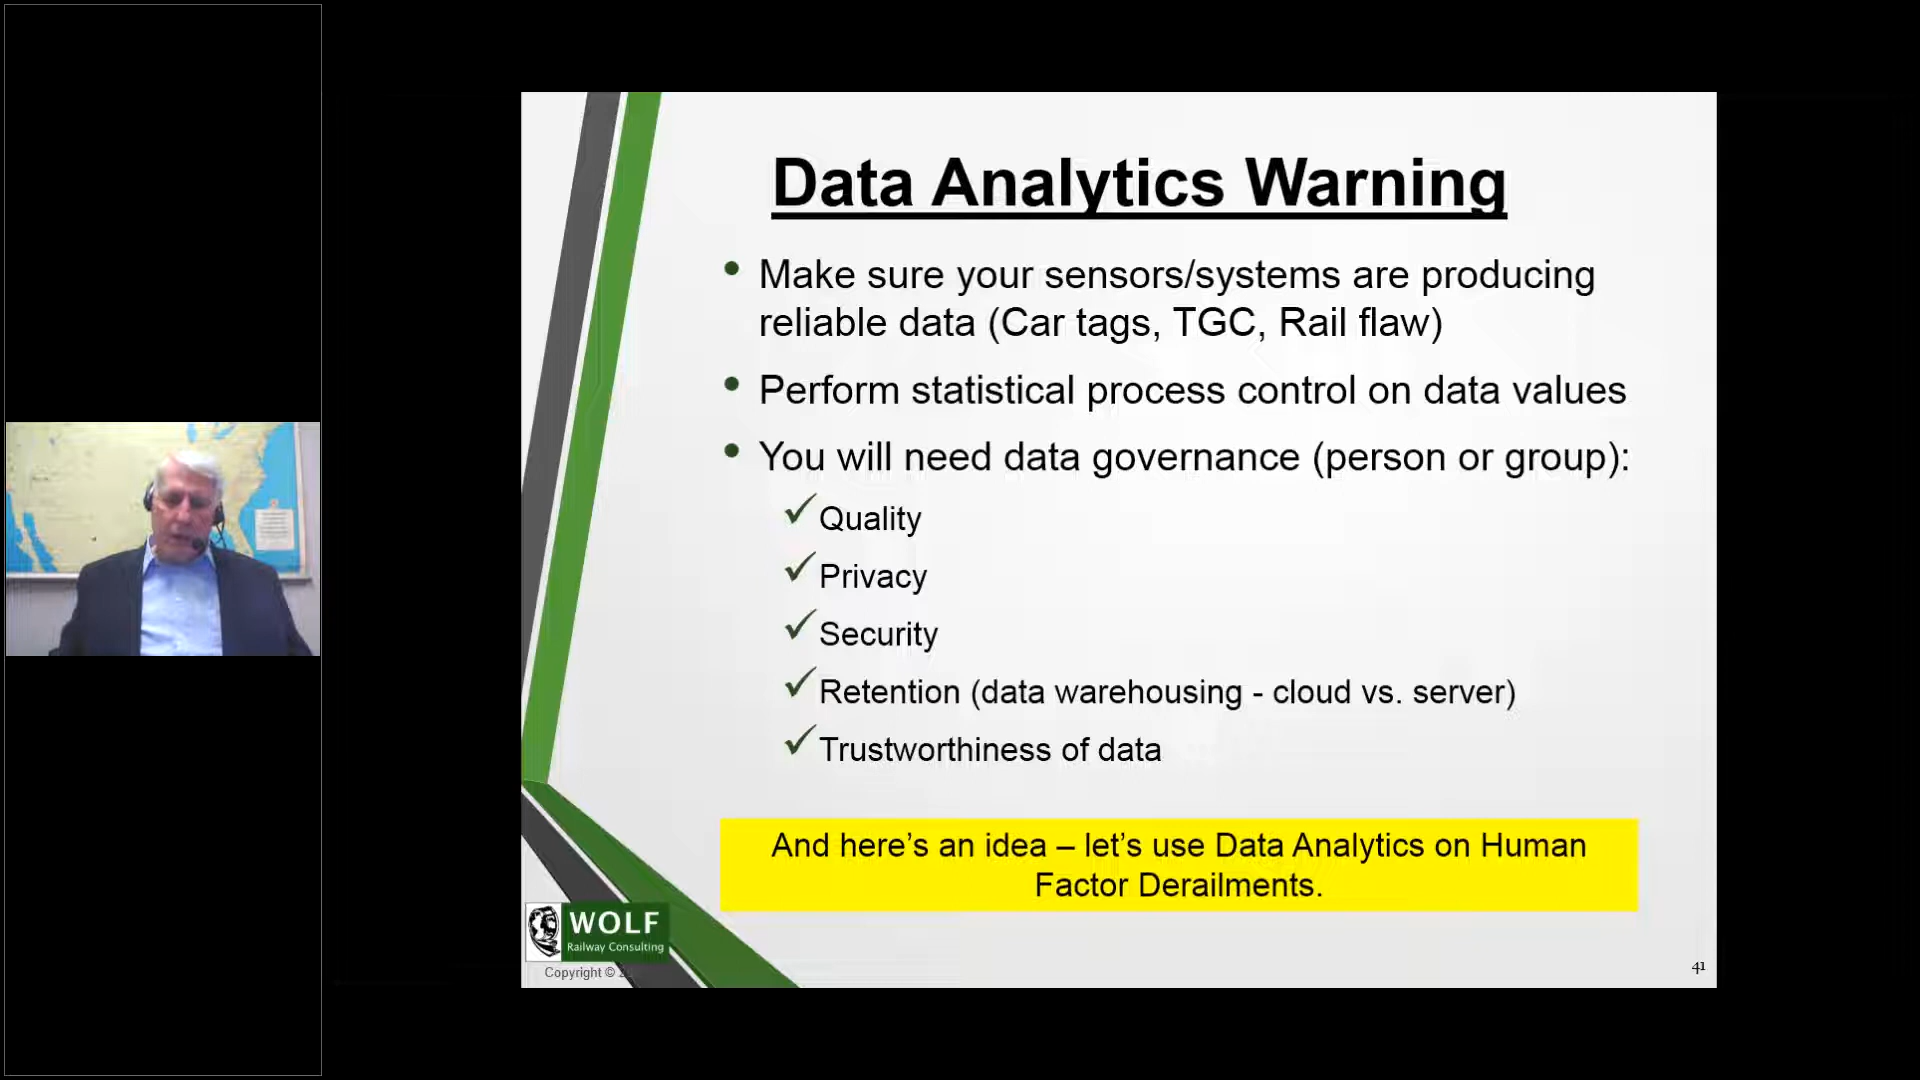 Data Analytics Warning
• Make sure your sensors/systems are producing
reliable data (Car tags, TGC, Rail flaw)
• Perform statistical process control on data values
• You will need data governance (person or group):
✓ Quality
✓ Privacy
✓ Security
✓ Retention (data warehousing - cloud vs. server)
✓ Trustworthiness of data
And here’s an idea – let’s use Data Analytics on Human
Factor Derailments.
WOLF
Railway Consulting
Copyright ©
41